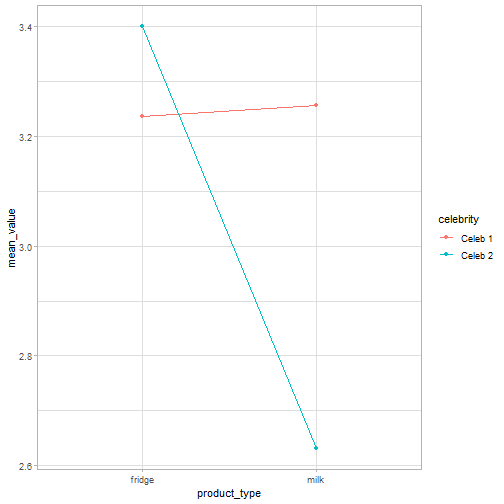 3.4
3.2
3.0
2.8
2.6
mean_value
fridge
milk
product_type
celebrity
Celeb 1
Celeb 2